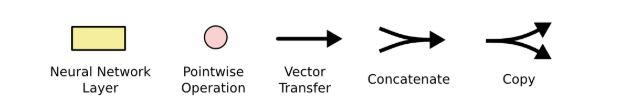 Neural Network
Layer
Pointwise
Operation
Vector
Transfer
Concatenate
Copy